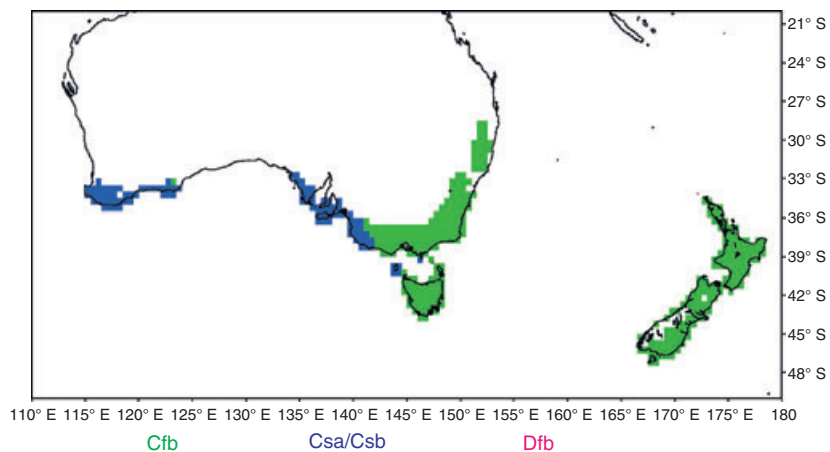 21° S
24° S
27° S
30° S
33° S
36° S
39° S
42° S
45° S
48° S
110° E 115° E 120° E 125° E 130° E 135° E 140° E 145° E 150° E 155° E 160° E 165° E 170° E 175° E 180
Cfb Csa/Csb Dfb